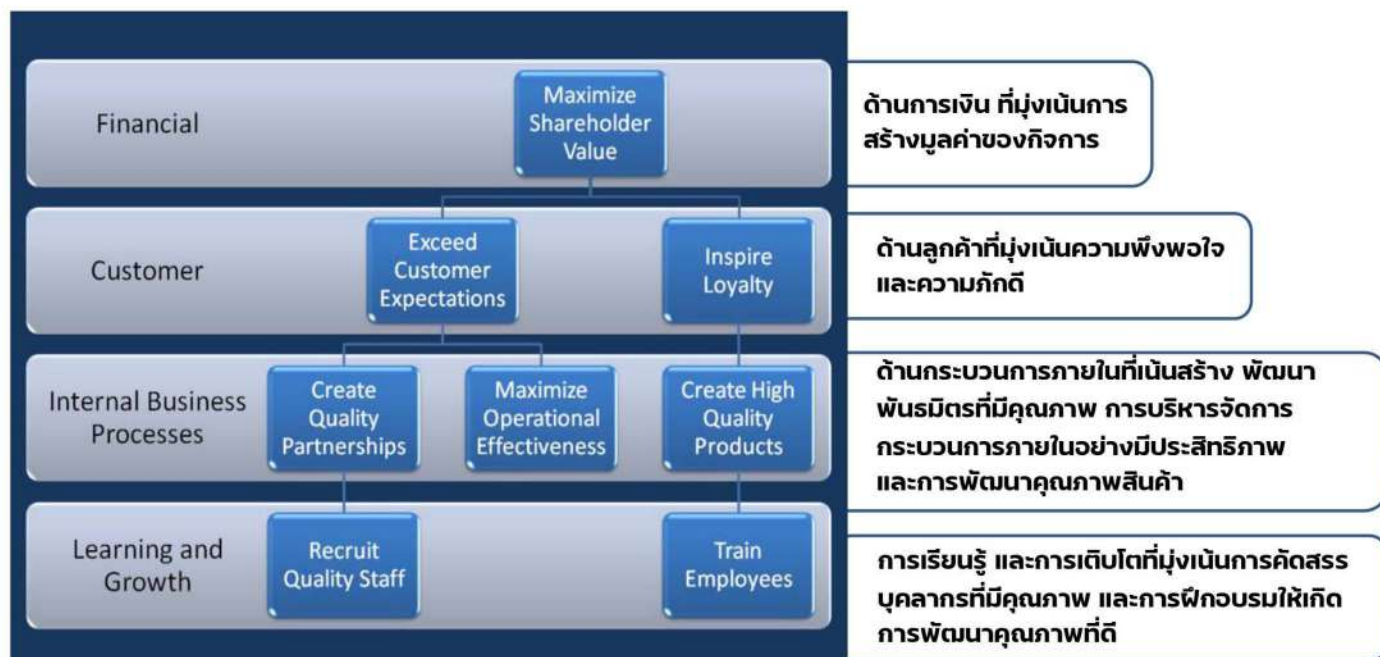 Financial
Maximize
Shareholder
Value
ด้านการเงิน ที่มุ่งเน้นการ
สร้างมูลค่าของกิจการ
Customer
Exceed
Customer
Expectations
Inspire
Loyalty
ด้านลูกค้าที่มุ่งเน้นความพึงพอใจ
และความภักดี
Internal Business
Processes
Create
Quality
Partnerships
Maximize
Operational
Effectiveness
Create High
Quality
Products
ด้านกระบวนการภายในที่เน้นสร้าง พัฒนา
พันธมิตรที่มีคุณภาพ การบริหารจัดการ
กระบวนการภายในอย่างมีประสิทธิภาพ
และการพัฒนาคุณภาพสินค้า
Learning and
Growth
Recruit
Quality Staff
Train
Employees
การเรียนรู้ และการเติบโตที่มุ่งเน้นการคัดสรร
บุคลากรที่มีคุณภาพ และการฝึกอบรมให้เกิด
การพัฒนาคุณภาพที่ดี